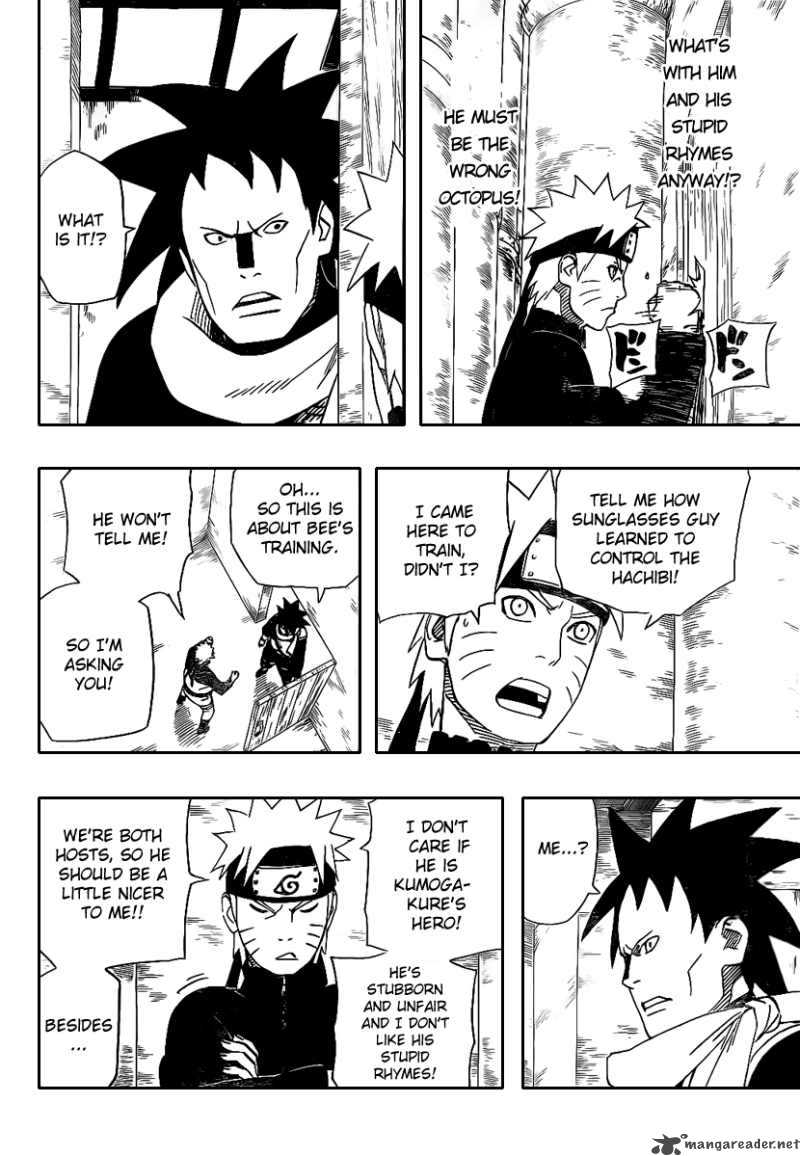 WHAT'S
WITH HIM
AND HIS
STUPID
RHYMES
ANYWAY!?
HE MUST
BE THE
WRONG
OCTOPUS!
ドン
ドン
WHAT
IS IT!?
TELL ME HOW
SUNGLASSES GUY
LEARNED TO
CONTROL THE
HACHIBI!
I CAME
HERE TO
TRAIN,
DIDN'T I?
OH...
SO THIS IS
ABOUT BEE'S
TRAINING.
HE WON'T
TELL ME!
SO I'M
ASKING
YOU!
ME...?
I DON'T
CARE IF
HE IS
KUMOGA-
KURE'S
HERO!
HE'S
STUBBORN
AND UNFAIR
AND I DON'T
LIKE HIS
STUPID
RHYMES!
WE'RE BOTH
HOSTS, SO HE
SHOULD BE A
LITTLE NICER
TO ME!!
BESIDES
...
mangareader.net